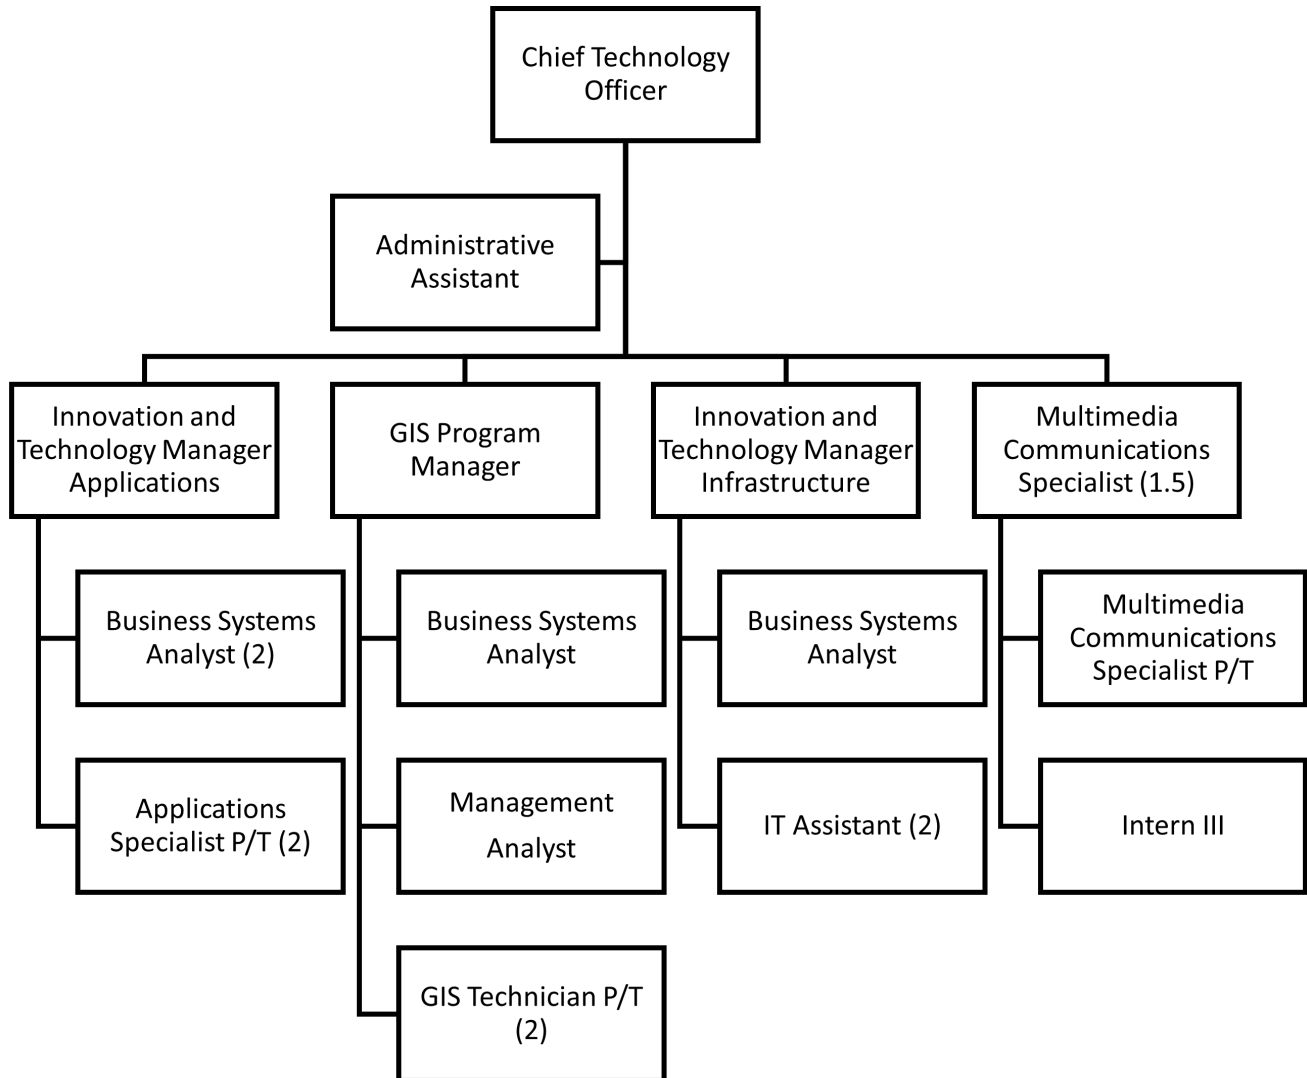 Chief Technology
Officer
Administrative
Assistant
Innovation and
Technology Manager
Applications
GIS Program
Manager
Innovation and
Technology Manager
Infrastructure
Multimedia
Communications
Specialist (1.5)
Business Systems
Analyst (2)
Business Systems
Analyst
Business Systems
Analyst
Multimedia
Communications
Specialist P/T
Applications
Specialist P/T (2)
Management
Analyst
IT Assistant (2)
Intern III
GIS Technician P/T
(2)